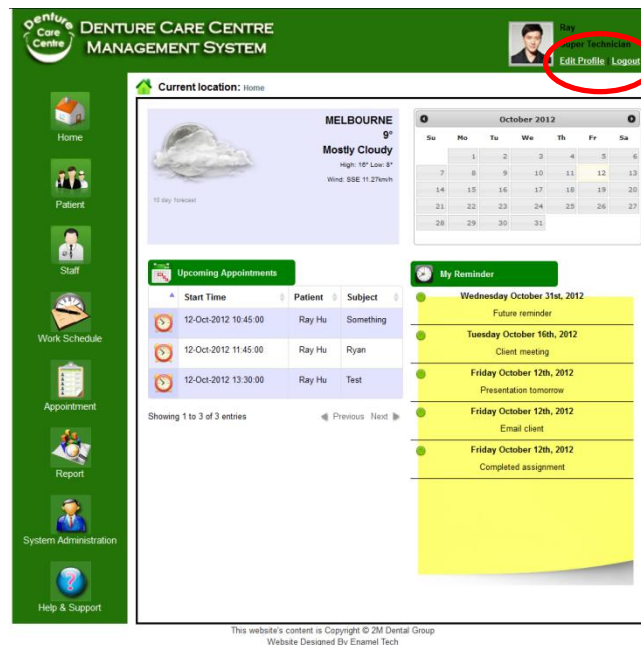 Denture
Care
Centre
DENTURE CARE CENTRE
MANAGEMENT SYSTEM
Ray
Super Technician
Edit Profile | Logout
Current location: Home
Home
Patient
Staff
Work Schedule
Appointment
Report
System Administration
Help & Support
MELBOURNE
9°
Mostly Cloudy
High: 16° Low: 8°
Wind: SSE 11.27km/h
10 day forecast
October 2012
Su Mo Tu We Th Fr Sa
1 2 3 4 5 6
7 8 9 10 11 12 13
14 15 16 17 18 19 20
21 22 23 24 25 26 27
28 29 30 31
Upcoming Appointments
Start Time Patient Subject
12-Oct-2012 10:45:00 Ray Hu Something
12-Oct-2012 11:45:00 Ray Hu Ryan
12-Oct-2012 13:30:00 Ray Hu Test
Showing 1 to 3 of 3 entries Previous Next
My Reminder
Wednesday October 31st, 2012
Future reminder
Tuesday October 16th, 2012
Client meeting
Friday October 12th, 2012
Presentation tomorrow
Friday October 12th, 2012
Email client
Friday October 12th, 2012
Completed assignment
This website's content is Copyright © 2M Dental Group
Website Designed By Enamel Tech